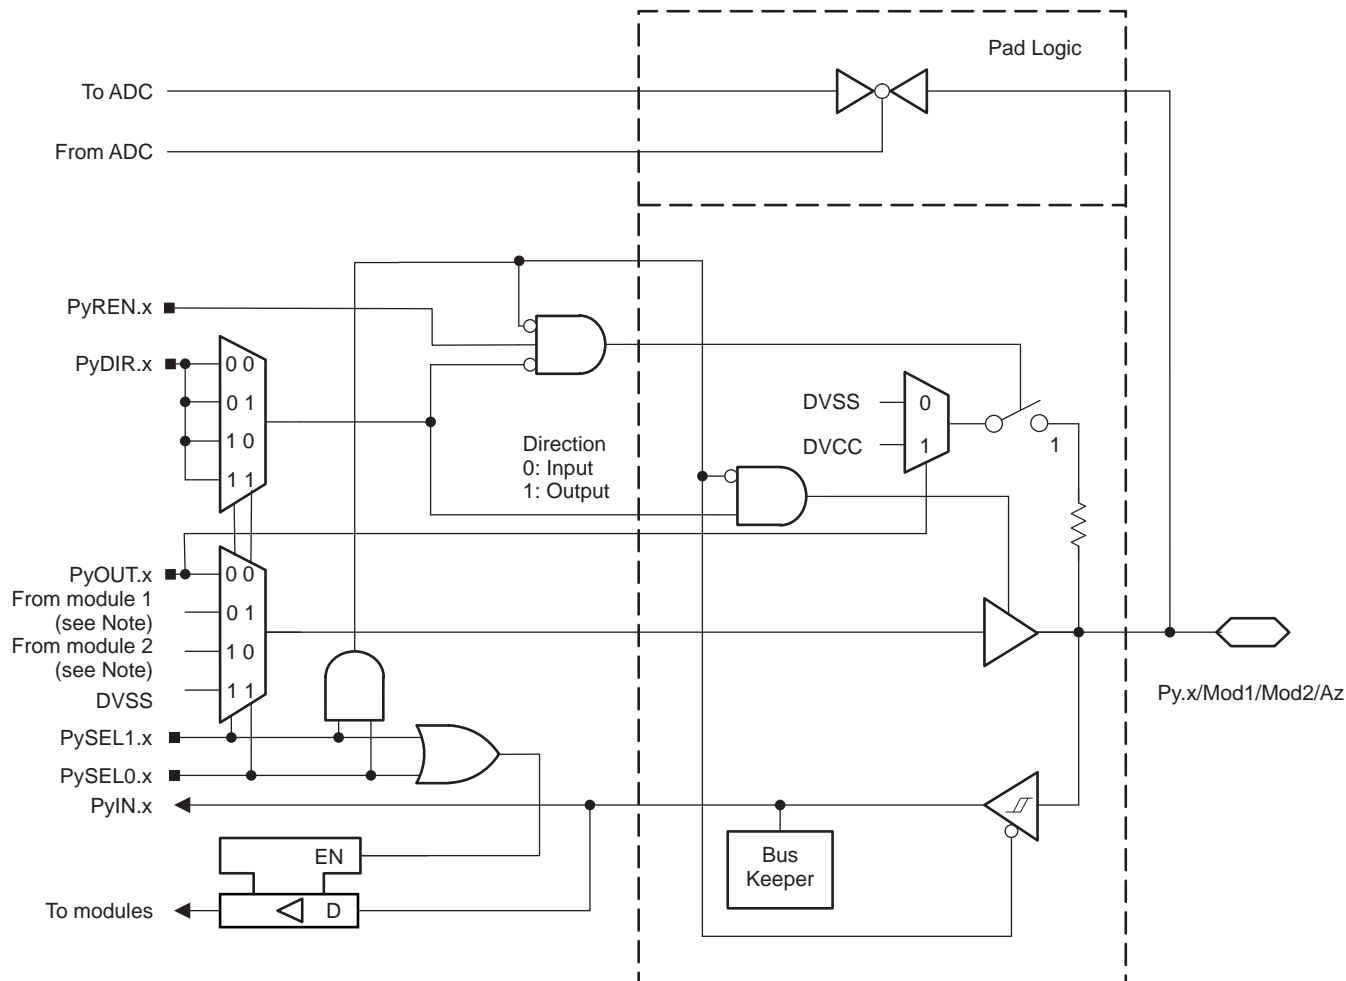 Pad Logic
To ADC
From ADC
PyREN.x
PyDIR.x
0 0
0 1
1 0
1 1
Direction
0: Input
1: Output
DVSS
0
DVCC
1
1
PyOUT.x
0 0
From module 1
(see Note)
0 1
From module 2
(see Note)
1 0
DVSS
1 1
Py.x/Mod1/Mod2/Az
PySEL1.x
PySEL0.x
PyIN.x
EN
Bus
Keeper
To modules
D